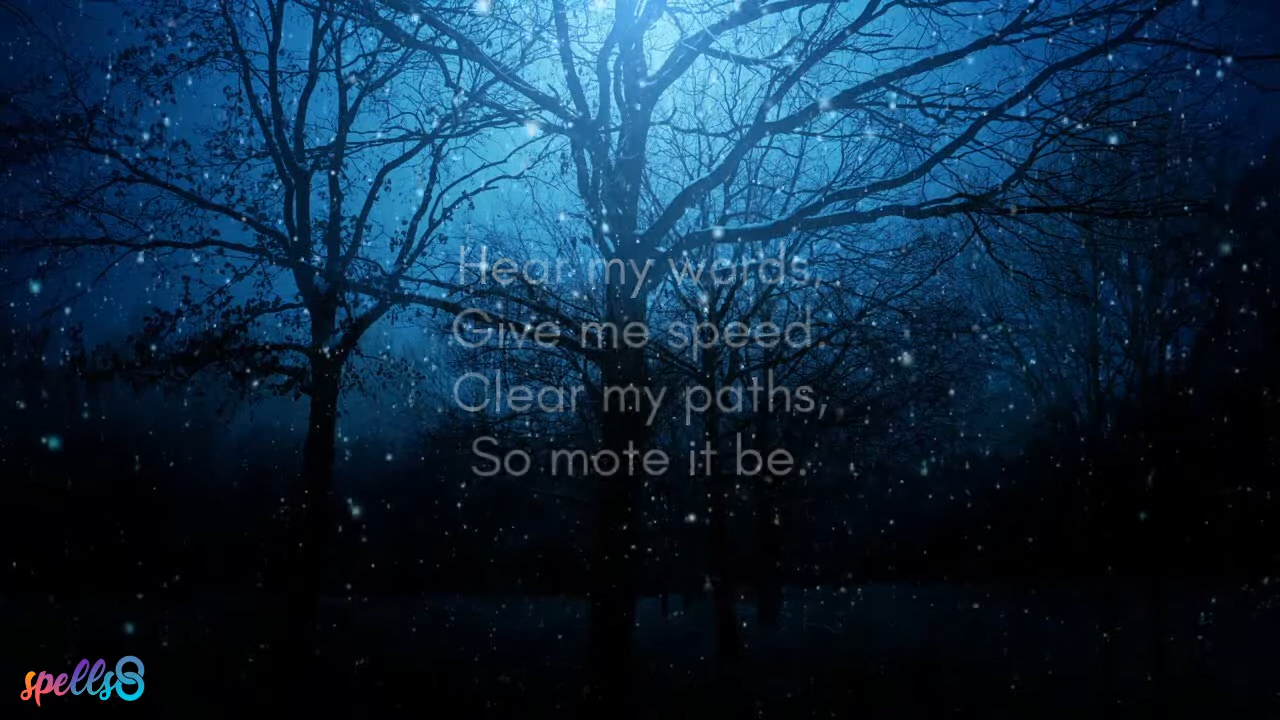 Hear my words,
Give me speed
Clear my paths,
So mote it be.
spells8